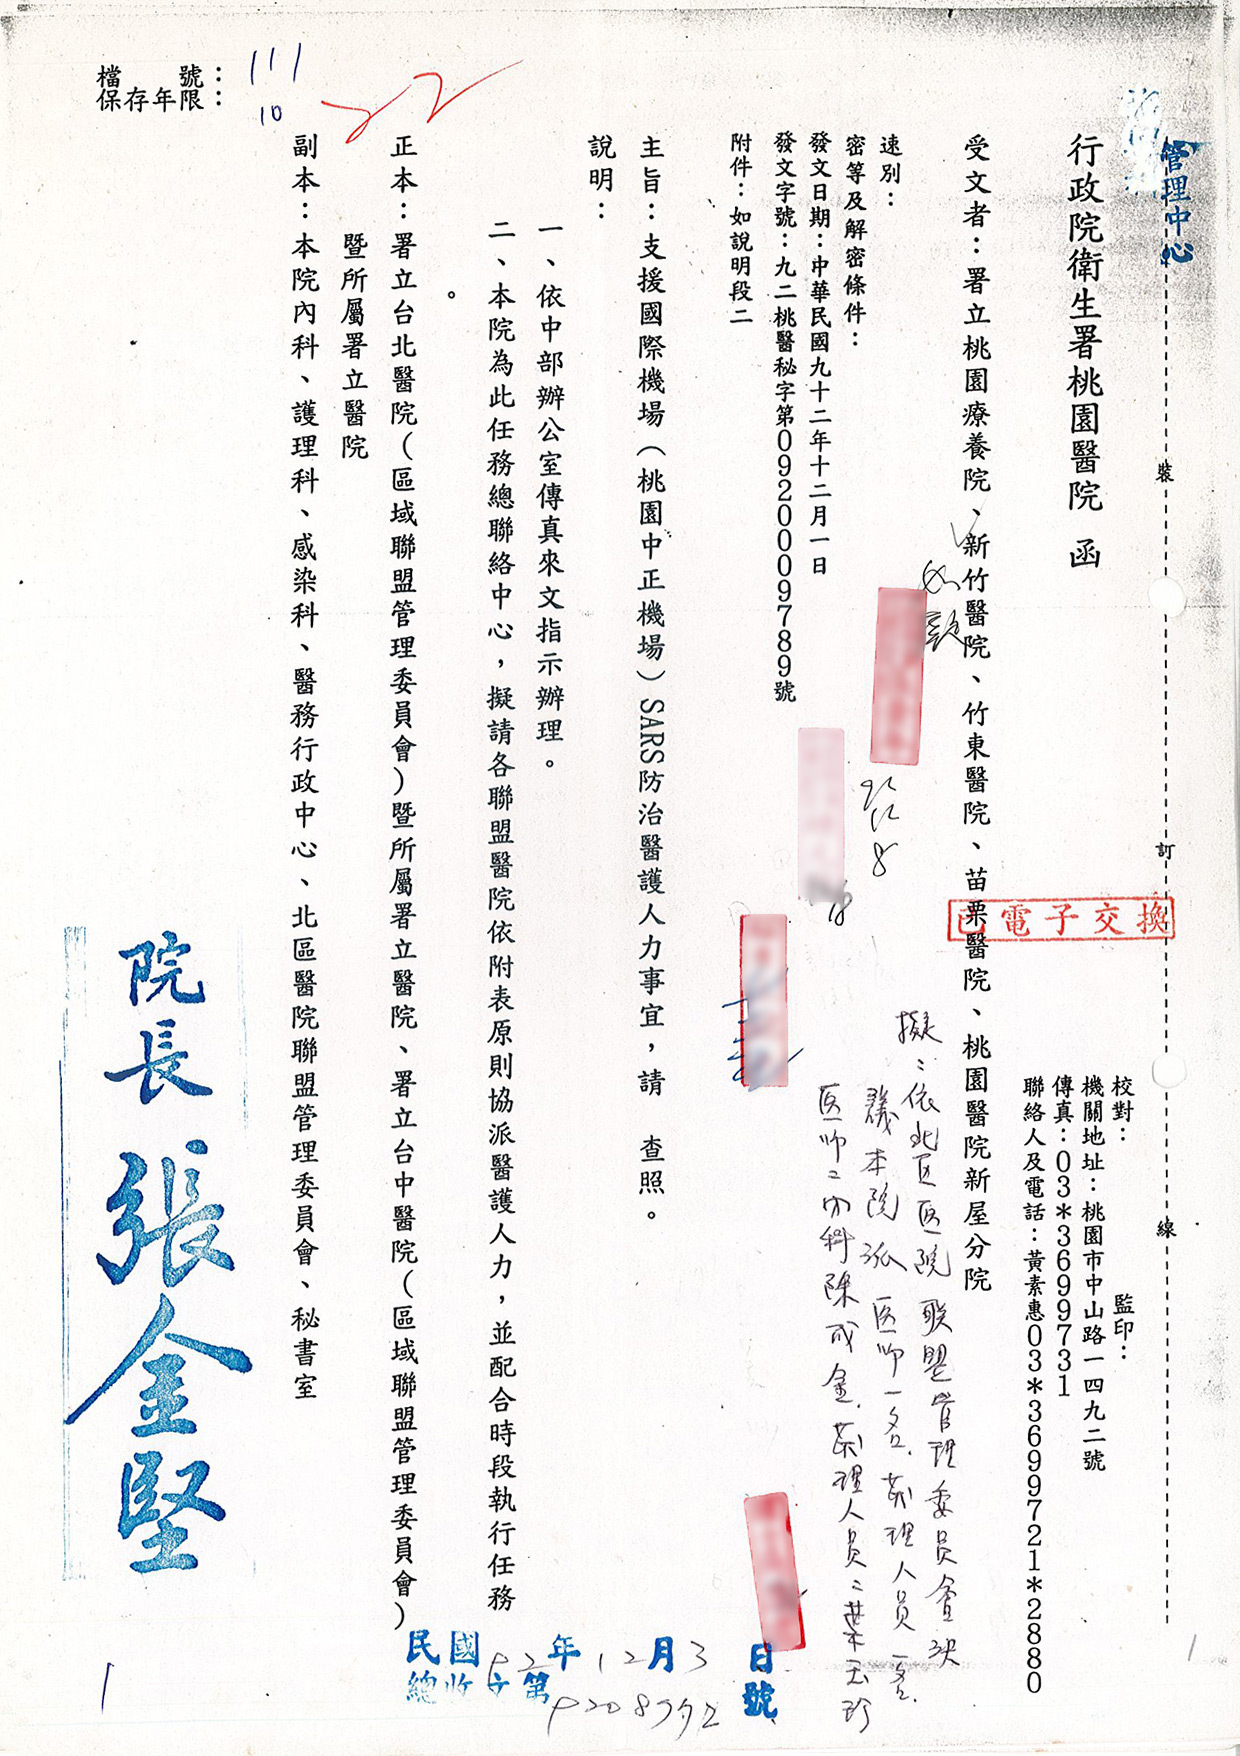 檔　　號：111
保存年限：10
22
管理中心
裝
訂
線
行政院衛生署桃園醫院 函
校對：　監印：
機關地址：桃園市中山路一四九二號
傳真：03*3699731
聯絡人及電話：黃素惠03*3699721*2880
已電子交換
受文者：署立桃園療養院、新竹醫院、竹東醫院、苗栗醫院、桃園醫院新屋分院
速別：
密等及解密條件：
發文日期：中華民國九十二年十二月一日
發文字號：九二桃醫秘字第0920009789號
附件：如說明段二
如擬
擬：依北区医院联盟管理委員會決
議本院派医师一名、護理人員一名
医师：內科陳成金、護理人員：葉玉珍
主旨：支援國際機場（桃園中正機場）SARS防治醫護人力事宜，請　查照。
說明：
一、依中部辦公室傳真來文指示辦理。
二、本院為此任務總聯絡中心，擬請各聯盟醫院依附表原則協派醫護人力，並配合時段執行任務
。
正本：署立台北醫院（區域聯盟管理委員會）暨所屬署立醫院、署立台中醫院（區域聯盟管理委員會）
暨所屬署立醫院
副本：本院內科、護理科、感染科、醫務行政中心、北區醫院聯盟管理委員會、秘書室
院長 張金堅
民國92年12月3日
總收文第 號